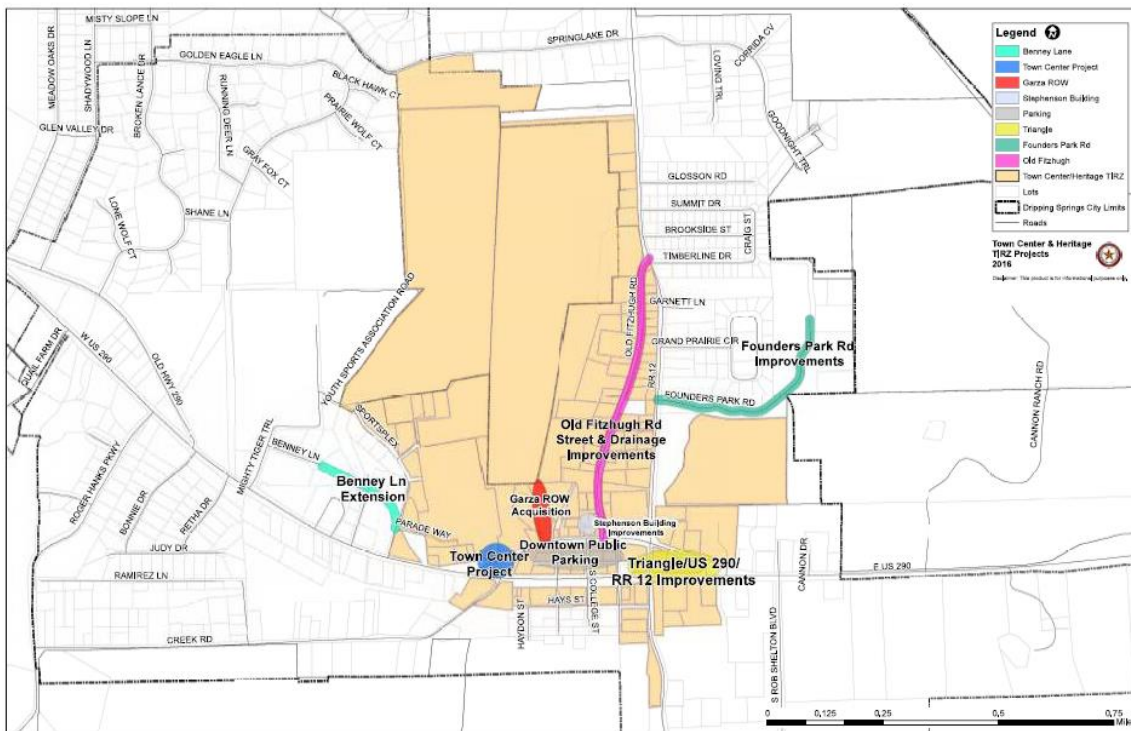 MISTY SLOPE LN
MEADOW OAKS DR
SHADYWOOD LN
BROKEN LANCE DR
GOLDEN EAGLE LN
SPRINGLAKE DR
CORRIDA CV
LOVING TRL
BLACK HAWK CT
RUNNING DEER LN
PRAIRIE WOLF CT
GLEN VALLEY DR
GRAY FOX CT
GOODNIGHT TRL
GLOSSON RD
SHANE LN
LONE WOLF CT
SUMMIT DR
BROOKSIDE ST
CRAIG ST
TIMBERLINE DR
OLD FITZHUGH RD
GARNETT LN
YOUTH SPORTS ASSOCIATION ROAD
W US 290
OLD HWY 290
QUAIL FARM DR
GRAND PRAIRIE CIR
RR 12
Founders Park Rd
Improvements
CANNON RANCH RD
FOUNDERS PARK RD
SPORTSPLEX
Old Fitzhugh Rd
Street & Drainage
Improvements
BENNEY LN
MIGHTY TIGER TRL
ROGER HANKS PKWY
BONNIE DR
RETHA DR
Benney Ln
Extension
Garza ROW
Acquisition
PARADE WAY
Stephenson Building
Improvements
JUDY DR
Town Center
Project
Downtown Public
Parking
Triangle/US 290/
RR 12 Improvements
CANNON DR
E US 290
RAMIREZ LN
HAYS ST
HAYDON ST
S COLLEGE ST
CREEK RD
S ROB SHELTON BLVD
Legend
Benney Lane
Town Center Project
Garza ROW
Stephenson Building
Parking
Triangle
Founders Park Rd
Old Fitzhugh
Town Center/Heritage TIRZ
Lots
Dripping Springs City Limits
Roads
Town Center & Heritage
TIRZ Projects
2016
Disclaimer: This product is for informational purposes only.
0 0,125 0,25 0,5 0,75